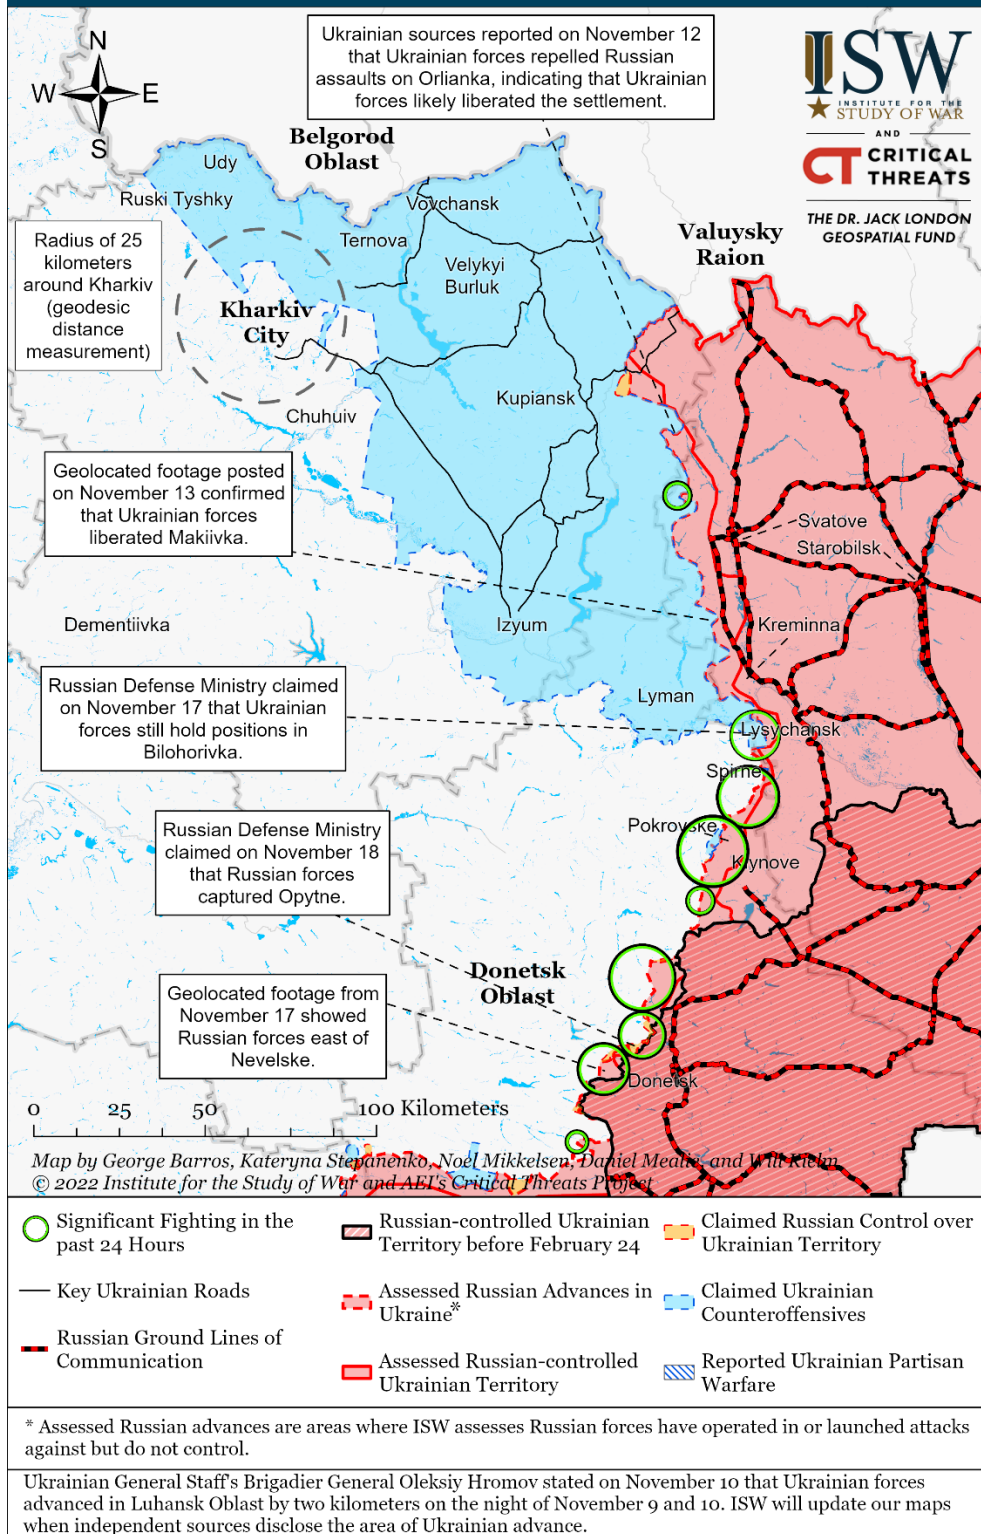 Ukrainian sources reported on November 12
that Ukrainian forces repelled Russian
assaults on Orlianka, indicating that Ukrainian
forces likely liberated the settlement.
N
W E
S
ISW
INSTITUTE FOR THE
STUDY OF WAR
AND
CT CRITICAL
THREATS
THE DR. JACK LONDON
GEOSPATIAL FUND
Belgorod
Oblast
Udy
Ruski Tyshky
Vovchansk
Ternova
Valuysky
Raion
Radius of 25
kilometers
around Kharkiv
(geodesic
distance
measurement)
Velykyi
Burluk
Kharkiv
City
Kupiansk
Chuhuiv
Geolocated footage posted
on November 13 confirmed
that Ukrainian forces
liberated Makiivka.
Svatove
Starobilsk
Dementiivka
Izyum
Kreminna
Russian Defense Ministry claimed
on November 17 that Ukrainian
forces still hold positions in
Bilohorivka.
Lyman
Lysychansk
Spirne
Russian Defense Ministry
claimed on November 18
that Russian forces
captured Opytne.
Pokrovske
Klynove
Donetsk
Oblast
Geolocated footage from
November 17 showed
Russian forces east of
Nevelske.
Donetsk
0 25 50 100 Kilometers
Map by George Barros, Kateryna Stepanenko, Noel Mikkelsen, Daniel Mealie, and Will Kielm
© 2022 Institute for the Study of War and AEI's Critical Threats Project
Significant Fighting in the
past 24 Hours
Key Ukrainian Roads
Russian Ground Lines of
Communication
Russian-controlled Ukrainian
Territory before February 24
Assessed Russian Advances in
Ukraine*
Assessed Russian-controlled
Ukrainian Territory
Claimed Russian Control over
Ukrainian Territory
Claimed Ukrainian
Counteroffensives
Reported Ukrainian Partisan
Warfare
* Assessed Russian advances are areas where ISW assesses Russian forces have operated in or launched attacks
against but do not control.
Ukrainian General Staff's Brigadier General Oleksiy Hromov stated on November 10 that Ukrainian forces
advanced in Luhansk Oblast by two kilometers on the night of November 9 and 10. ISW will update our maps
when independent sources disclose the area of Ukrainian advance.